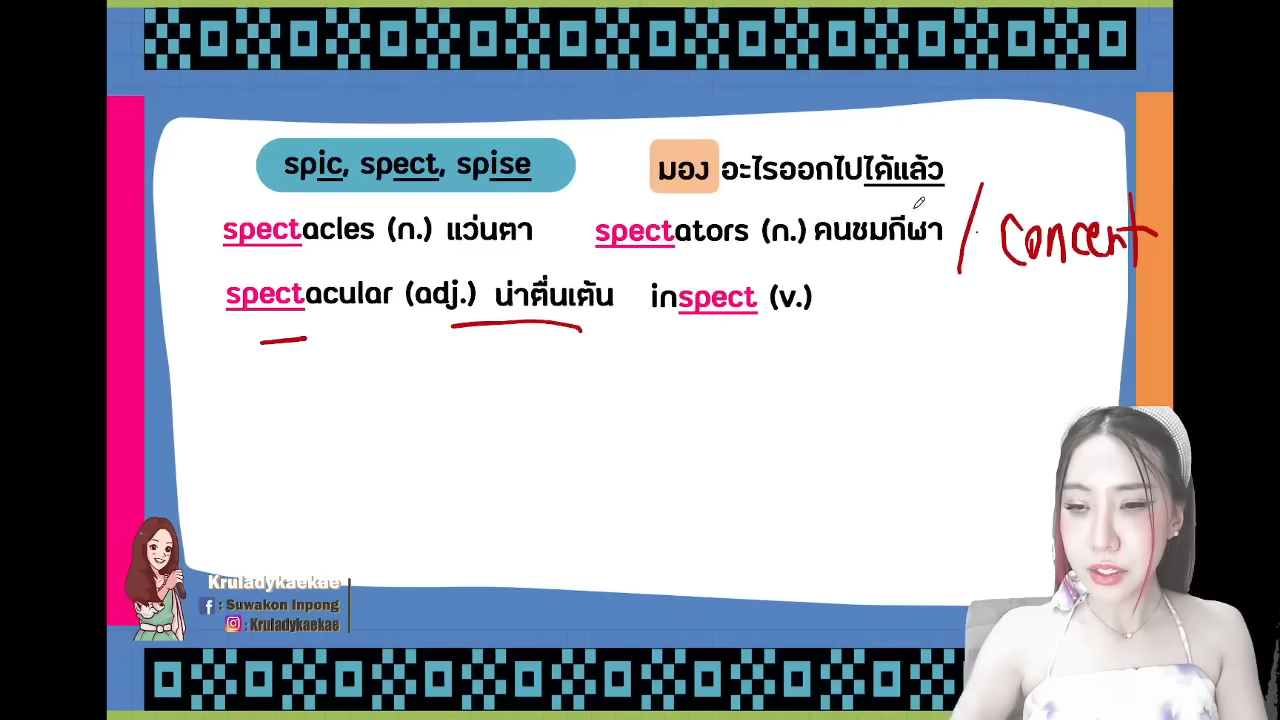 spic, spect, spise
มอง อะไรออกไปได้แล้ว
spectacles (n.) แว่นตา
spectators (n.) คนชมกีฬา / concert
spectacular (adj.) น่าตื่นเต้น
inspect (v.)
Kruladykaekae
f : Suwakon Inpong
: Kruladykaekae